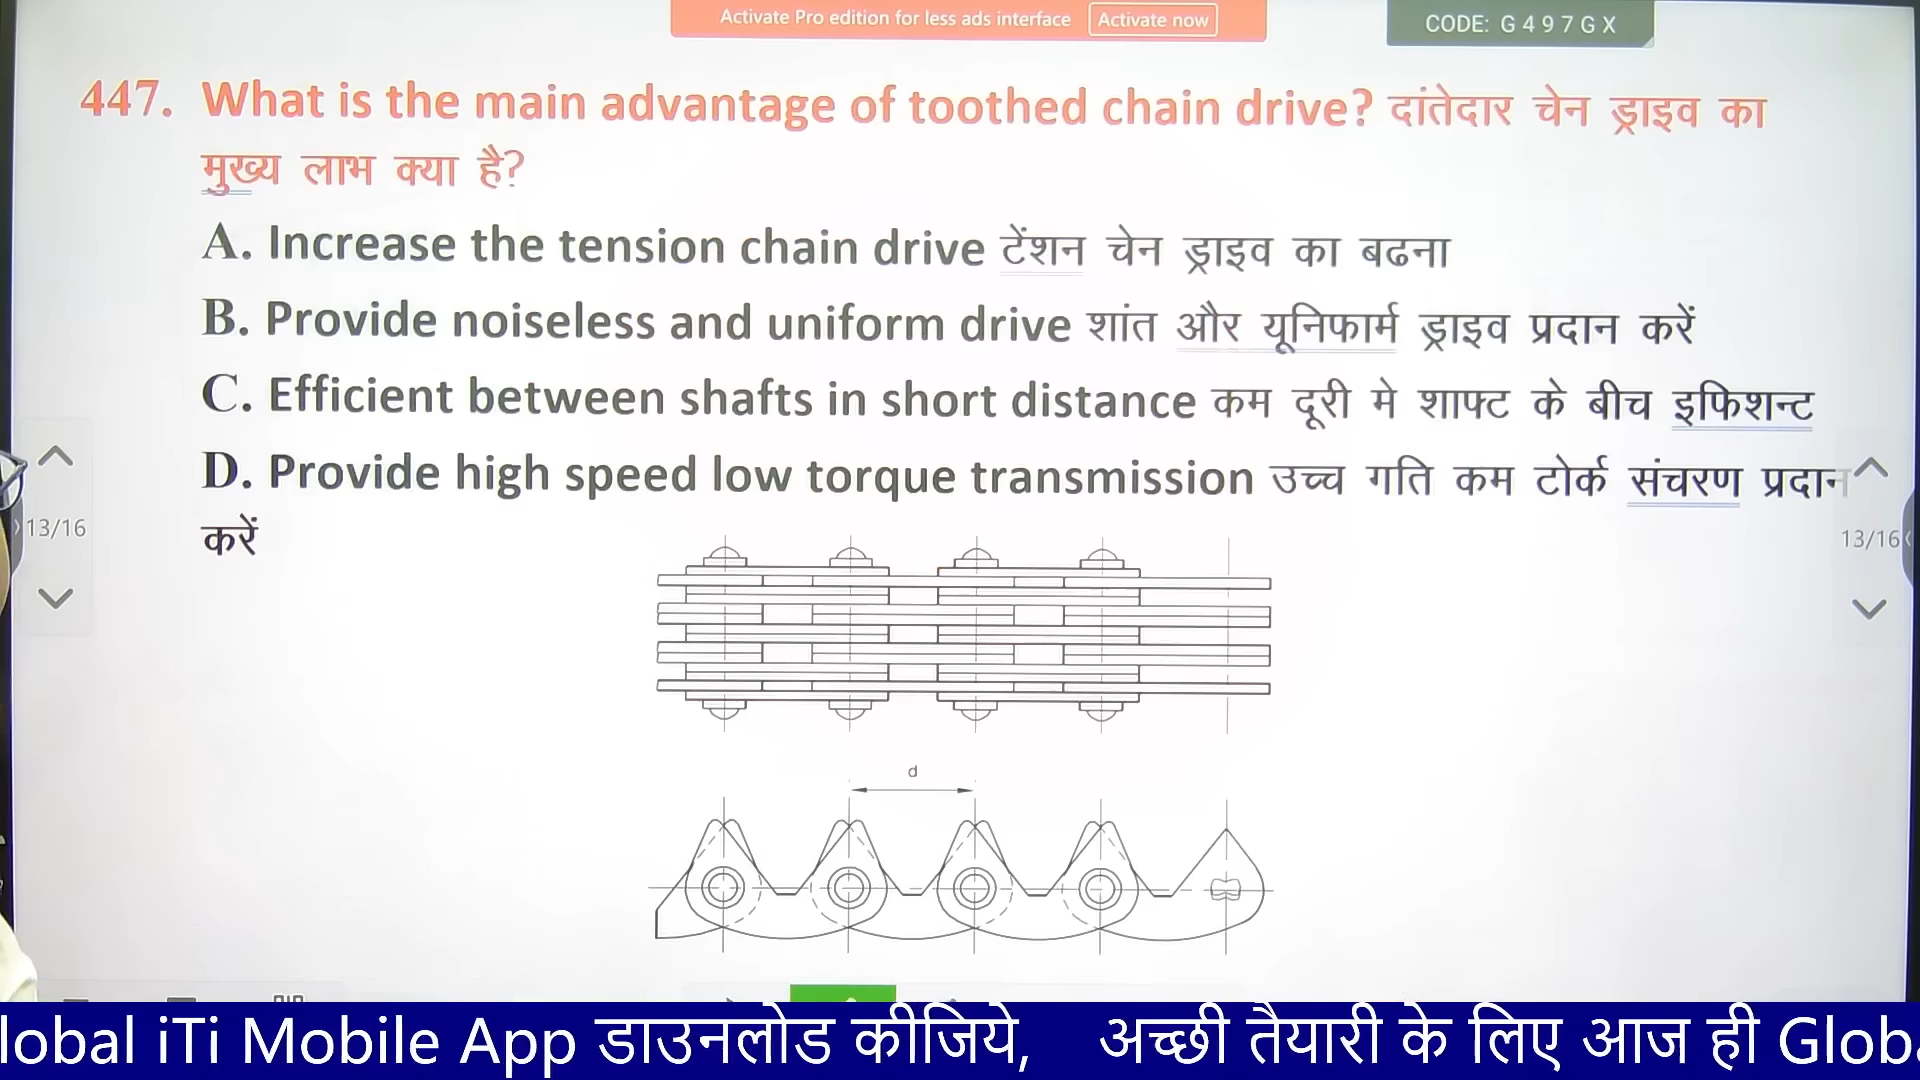 Activate Pro edition for less ads interface Activate now
CODE: G 4 9 7 G X
447. What is the main advantage of toothed chain drive? दांतेदार चेन ड्राइव का
मुख्य लाभ क्या है?
A. Increase the tension chain drive टेंशन चेन ड्राइव का बढना
B. Provide noiseless and uniform drive शांत और यूनिफार्म ड्राइव प्रदान करें
C. Efficient between shafts in short distance कम दूरी मे शाफ्ट के बीच इफिशन्ट
D. Provide high speed low torque transmission उच्च गति कम टोर्क संचरण प्रदान
करें
13/16
13/16
d
lobal iTi Mobile App डाउनलोड कीजिये, अच्छी तैयारी के लिए आज ही Globa